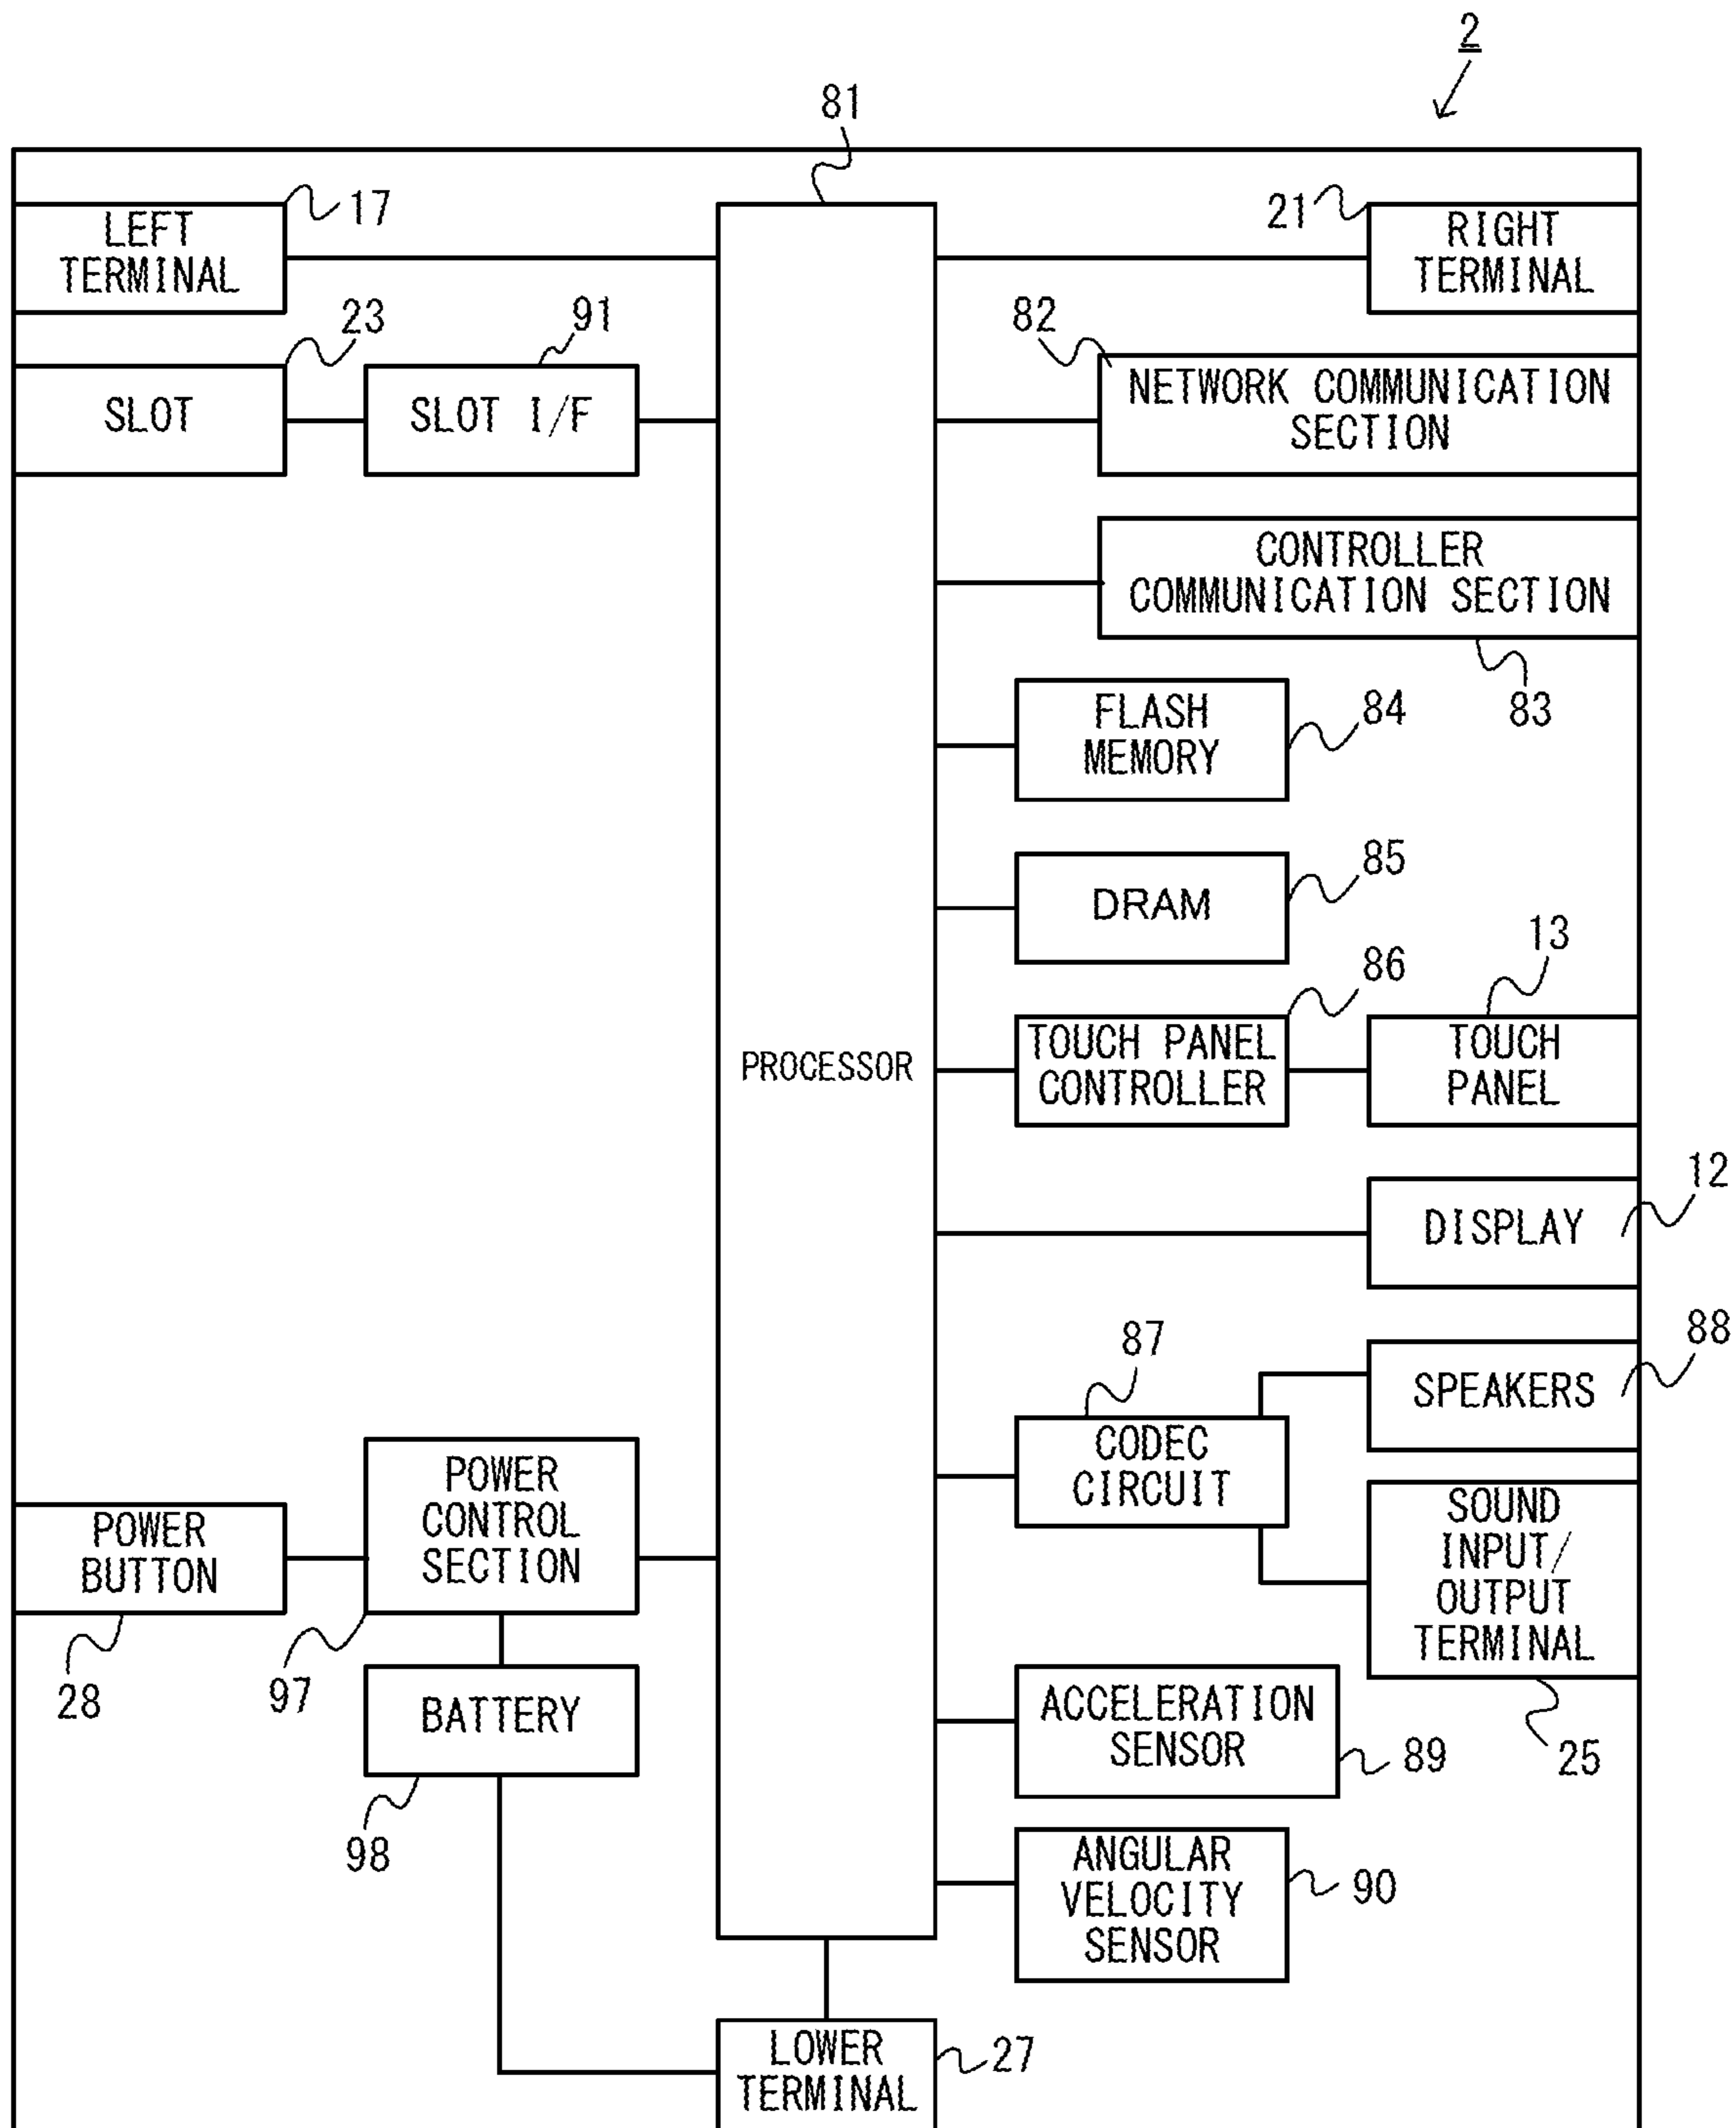 2
81
17
LEFT
TERMINAL
21
RIGHT
TERMINAL
23
SLOT
91
SLOT I/F
82
NETWORK COMMUNICATION
SECTION
CONTROLLER
COMMUNICATION SECTION
83
FLASH
MEMORY
84
DRAM
85
PROCESSOR
86
TOUCH PANEL
CONTROLLER
13
TOUCH
PANEL
12
DISPLAY
87
CODEC
CIRCUIT
88
SPEAKERS
SOUND
INPUT/
OUTPUT
TERMINAL
25
POWER
BUTTON
28
POWER
CONTROL
SECTION
97
BATTERY
98
ACCELERATION
SENSOR
89
ANGULAR
VELOCITY
SENSOR
90
LOWER
TERMINAL
27